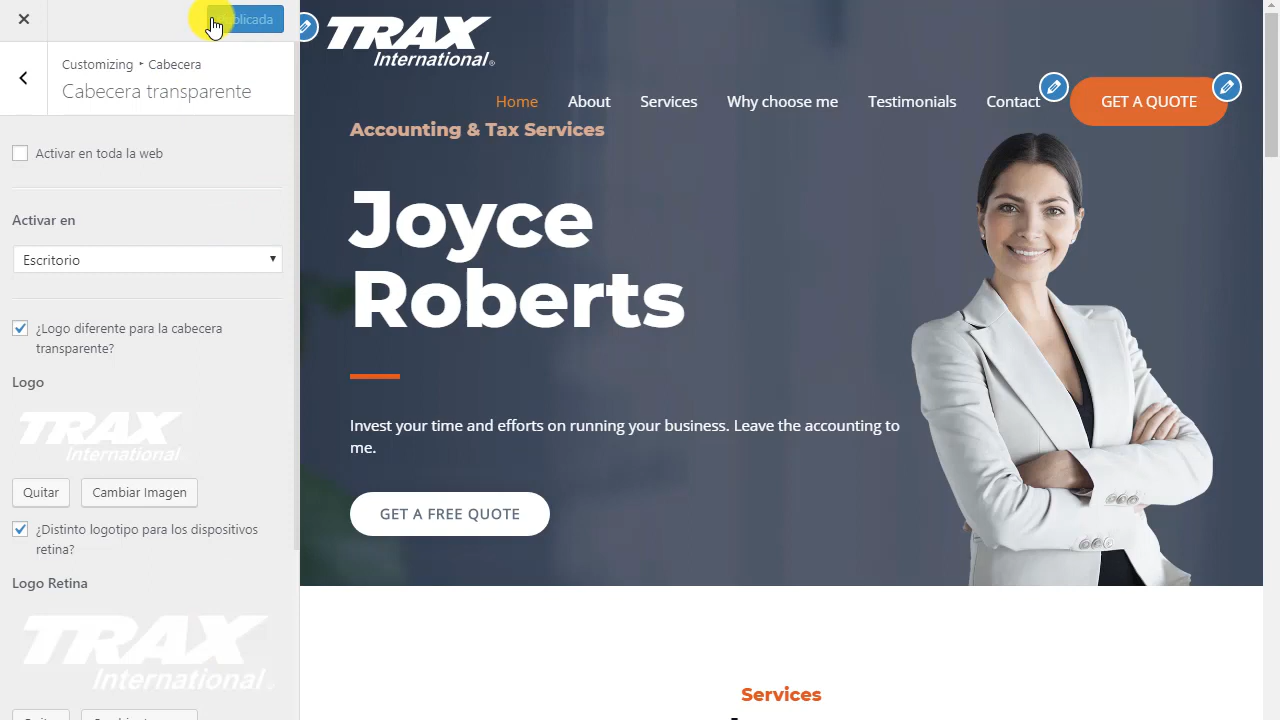 Customizing ▸ Cabecera
Cabecera transparente
Activar en toda la web
Activar en
Escritorio
¿Logo diferente para la cabecera
transparente?
Logo
TRAX
International
Quitar
Cambiar Imagen
¿Distinto logotipo para los dispositivos
retina?
Logo Retina
TRAX
International
TRAX
International
Home
About
Services
Why choose me
Testimonials
Contact
GET A QUOTE
Accounting & Tax Services
Joyce
Roberts
Invest your time and efforts on running your business. Leave the accounting to
me.
GET A FREE QUOTE
Services